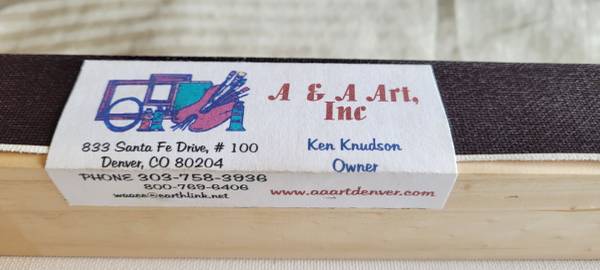 A & A Art,
Inc
833 Santa Fe Drive, # 100
Denver, CO 80204
Ken Knudson
Owner
PHONE 303-758-3936
800-769-6406
www.aaartdenver.com